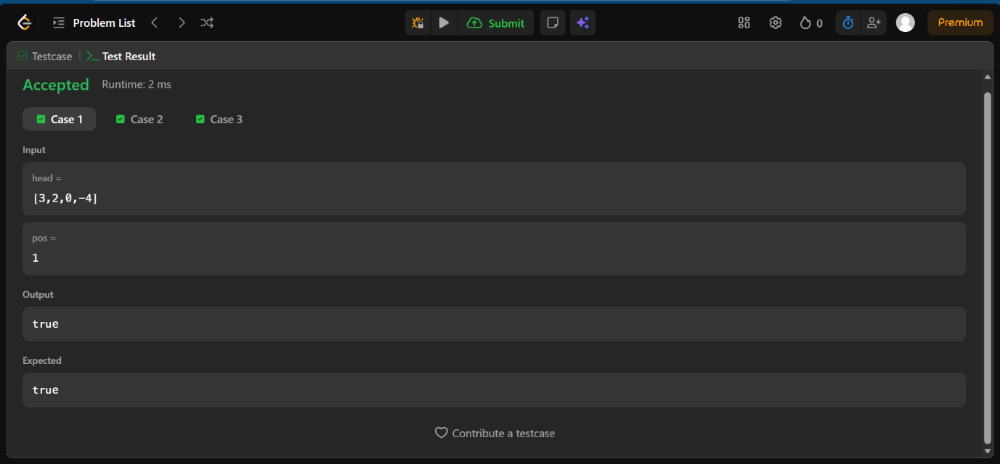 Problem List Submit 0 Premium
Testcase Test Result
Accepted Runtime: 2 ms
Case 1 Case 2 Case 3
Input
head =
[3,2,0,-4]
pos =
1
Output
true
Expected
true
Contribute a testcase